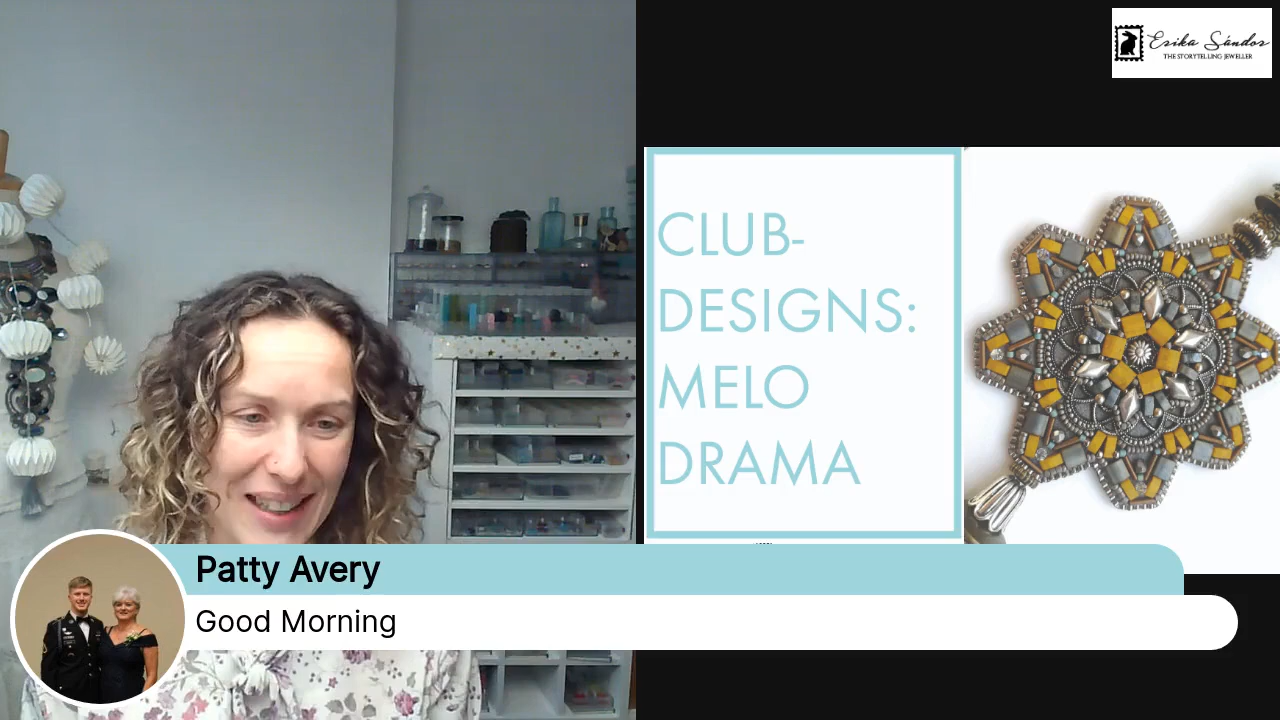 Erika Sándor
THE STORYTELLING JEWELLER
CLUB-
DESIGNS:
MELO
DRAMA
Patty Avery
Good Morning